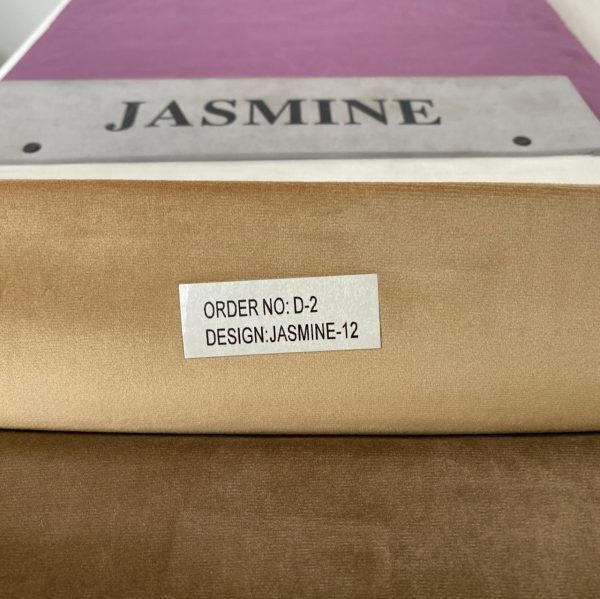 JASMINE
ORDER NO: D-2
DESIGN:JASMINE-12